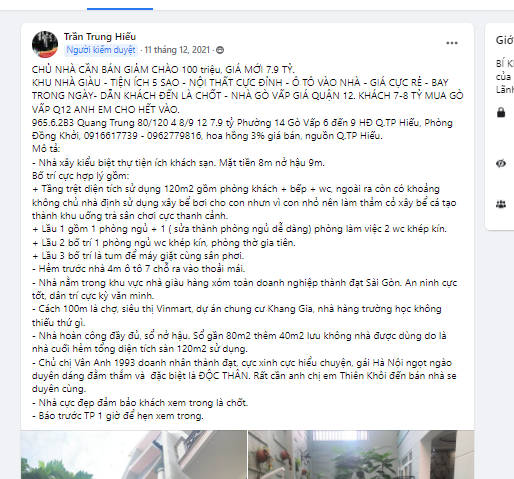 Trần Trung Hiếu
Người kiểm duyệt · 11 tháng 12, 2021 ·
CHỦ NHÀ CẦN BÁN GIẢM CHÀO 100 triệu, GIÁ MỚI 7.9 TỶ.
KHU NHÀ GIÀU - TIỆN ÍCH 5 SAO - NỘI THẤT CỰC ĐỈNH - Ô TÔ VÀO NHÀ - GIÁ CỰC RẺ - BAY
TRONG NGÀY- DẪN KHÁCH ĐẾN LÀ CHỐT - NHÀ GÒ VẤP GIÁ QUẬN 12. KHÁCH 7-8 TỶ MUA GÒ
VẤP Q12 ANH EM CHO HẾT VÀO.
965.6.2B3 Quang Trung 80/120 4 8/9 12 7.9 tỷ Phường 14 Gò Vấp 6 đến 9 HĐ Q.TP Hiếu, Phòng
Đồng Khởi, 0916617739 - 0962779816, hoa hồng 3% giá bán, nguồn Q.TP Hiếu.
Mô tả:
- Nhà xây kiểu biệt thự tiện ích khách sạn. Mặt tiền 8m nở hậu 9m.
Bố trí cực hợp lý gồm:
+ Tầng trệt diện tích sử dụng 120m2 gồm phòng khách + bếp + wc, ngoài ra còn có khoảng
không chủ nhà định sử dụng xây bể bơi cho con nhưn vì con nhỏ nên làm thảm cỏ xây bể cá tạo
thành khu uống trà sân chơi cực thanh cảnh.
+ Lầu 1 gồm 1 phòng ngủ + 1 ( sửa thành phòng ngủ dễ dàng) phòng làm việc 2 wc khép kín.
+ Lầu 2 bố trí 1 phòng ngủ wc khép kín, phòng thờ gia tiên.
+ Lầu 3 bố trí là tum để máy giặt cùng sân phơi.
- Hẻm trước nhà 4m ô tô 7 chỗ ra vào thoải mái.
- Nhà nằm trong khu vực nhà giàu hàng xóm toàn doanh nghiệp thành đạt Sài Gòn. An ninh cực
tốt, dân trí cực kỳ văn minh.
- Cách 100m là chợ, siêu thị Vinmart, dự án chung cư Khang Gia, nhà hàng trường học không
thiếu thứ gì.
- Nhà hoàn công đầy đủ, sổ nở hậu. Sổ gần 80m2 thêm 40m2 lưu không nhà được dùng do là
nhà cuối hẻm tổng diện tích sàn 120m2 sử dụng.
- Chủ chị Vân Anh 1993 doanh nhân thành đạt, cực xinh cực hiểu chuyện, gái Hà Nội ngọt ngào
duyên dáng đằm thắm và  đặc biệt là ĐỘC THÂN. Rất cần anh chị em Thiên Khôi đến bán nhà se
duyên cùng.
- Nhà cực đẹp đảm bảo khách xem trong là chốt.
- Báo trước TP 1 giờ để hẹn xem trong.
Giới
BÍ K
của
Lãnh